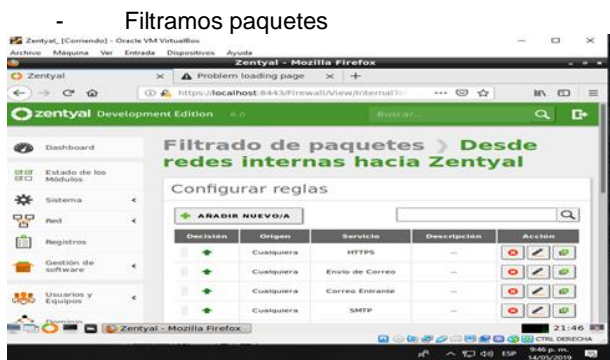 - Filtramos paquetes
Zentyal_ [Corriendo] - Oracle VM VirtualBox
Archivo Máquina Ver Entrada Dispositivos Ayuda
Zentyal - Mozilla Firefox
Zentyal
Problem loading page
https://localhost:8443/Firewall/View/InternalTo
zentyal Development Edition 6.0
Buscar...
Dashboard
Estado de los Módulos
Sistema
Red
Registros
Gestión de software
Usuarios y Equipos
Dominio
Filtrado de paquetes > Desde
redes internas hacia Zentyal
Configurar reglas
AÑADIR NUEVO/A
Decisión Origen Servicio Descripción Acción
Cualquiera HTTPS —
Cualquiera Envío de Correo —
Cualquiera Correo Entrante —
Cualquiera SMTP —
Zentyal - Mozilla Firefox
21:46
CTRL DERECHA
ESP
9:46 p. m.
14/05/2019